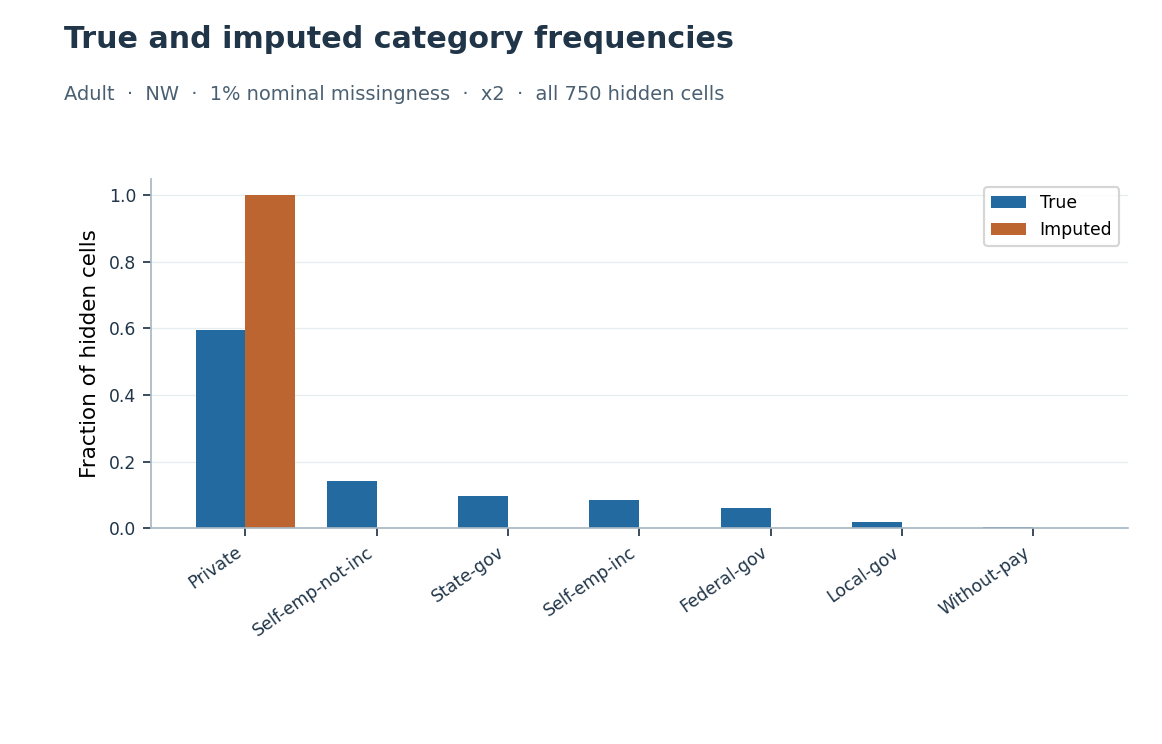 True and imputed category frequencies
Adult · NW · 1% nominal missingness · x2 · all 750 hidden cells
Fraction of hidden cells
1.0
0.8
0.6
0.4
0.2
0.0
True
Imputed
Private
Self-emp-not-inc
State-gov
Self-emp-inc
Federal-gov
Local-gov
Without-pay